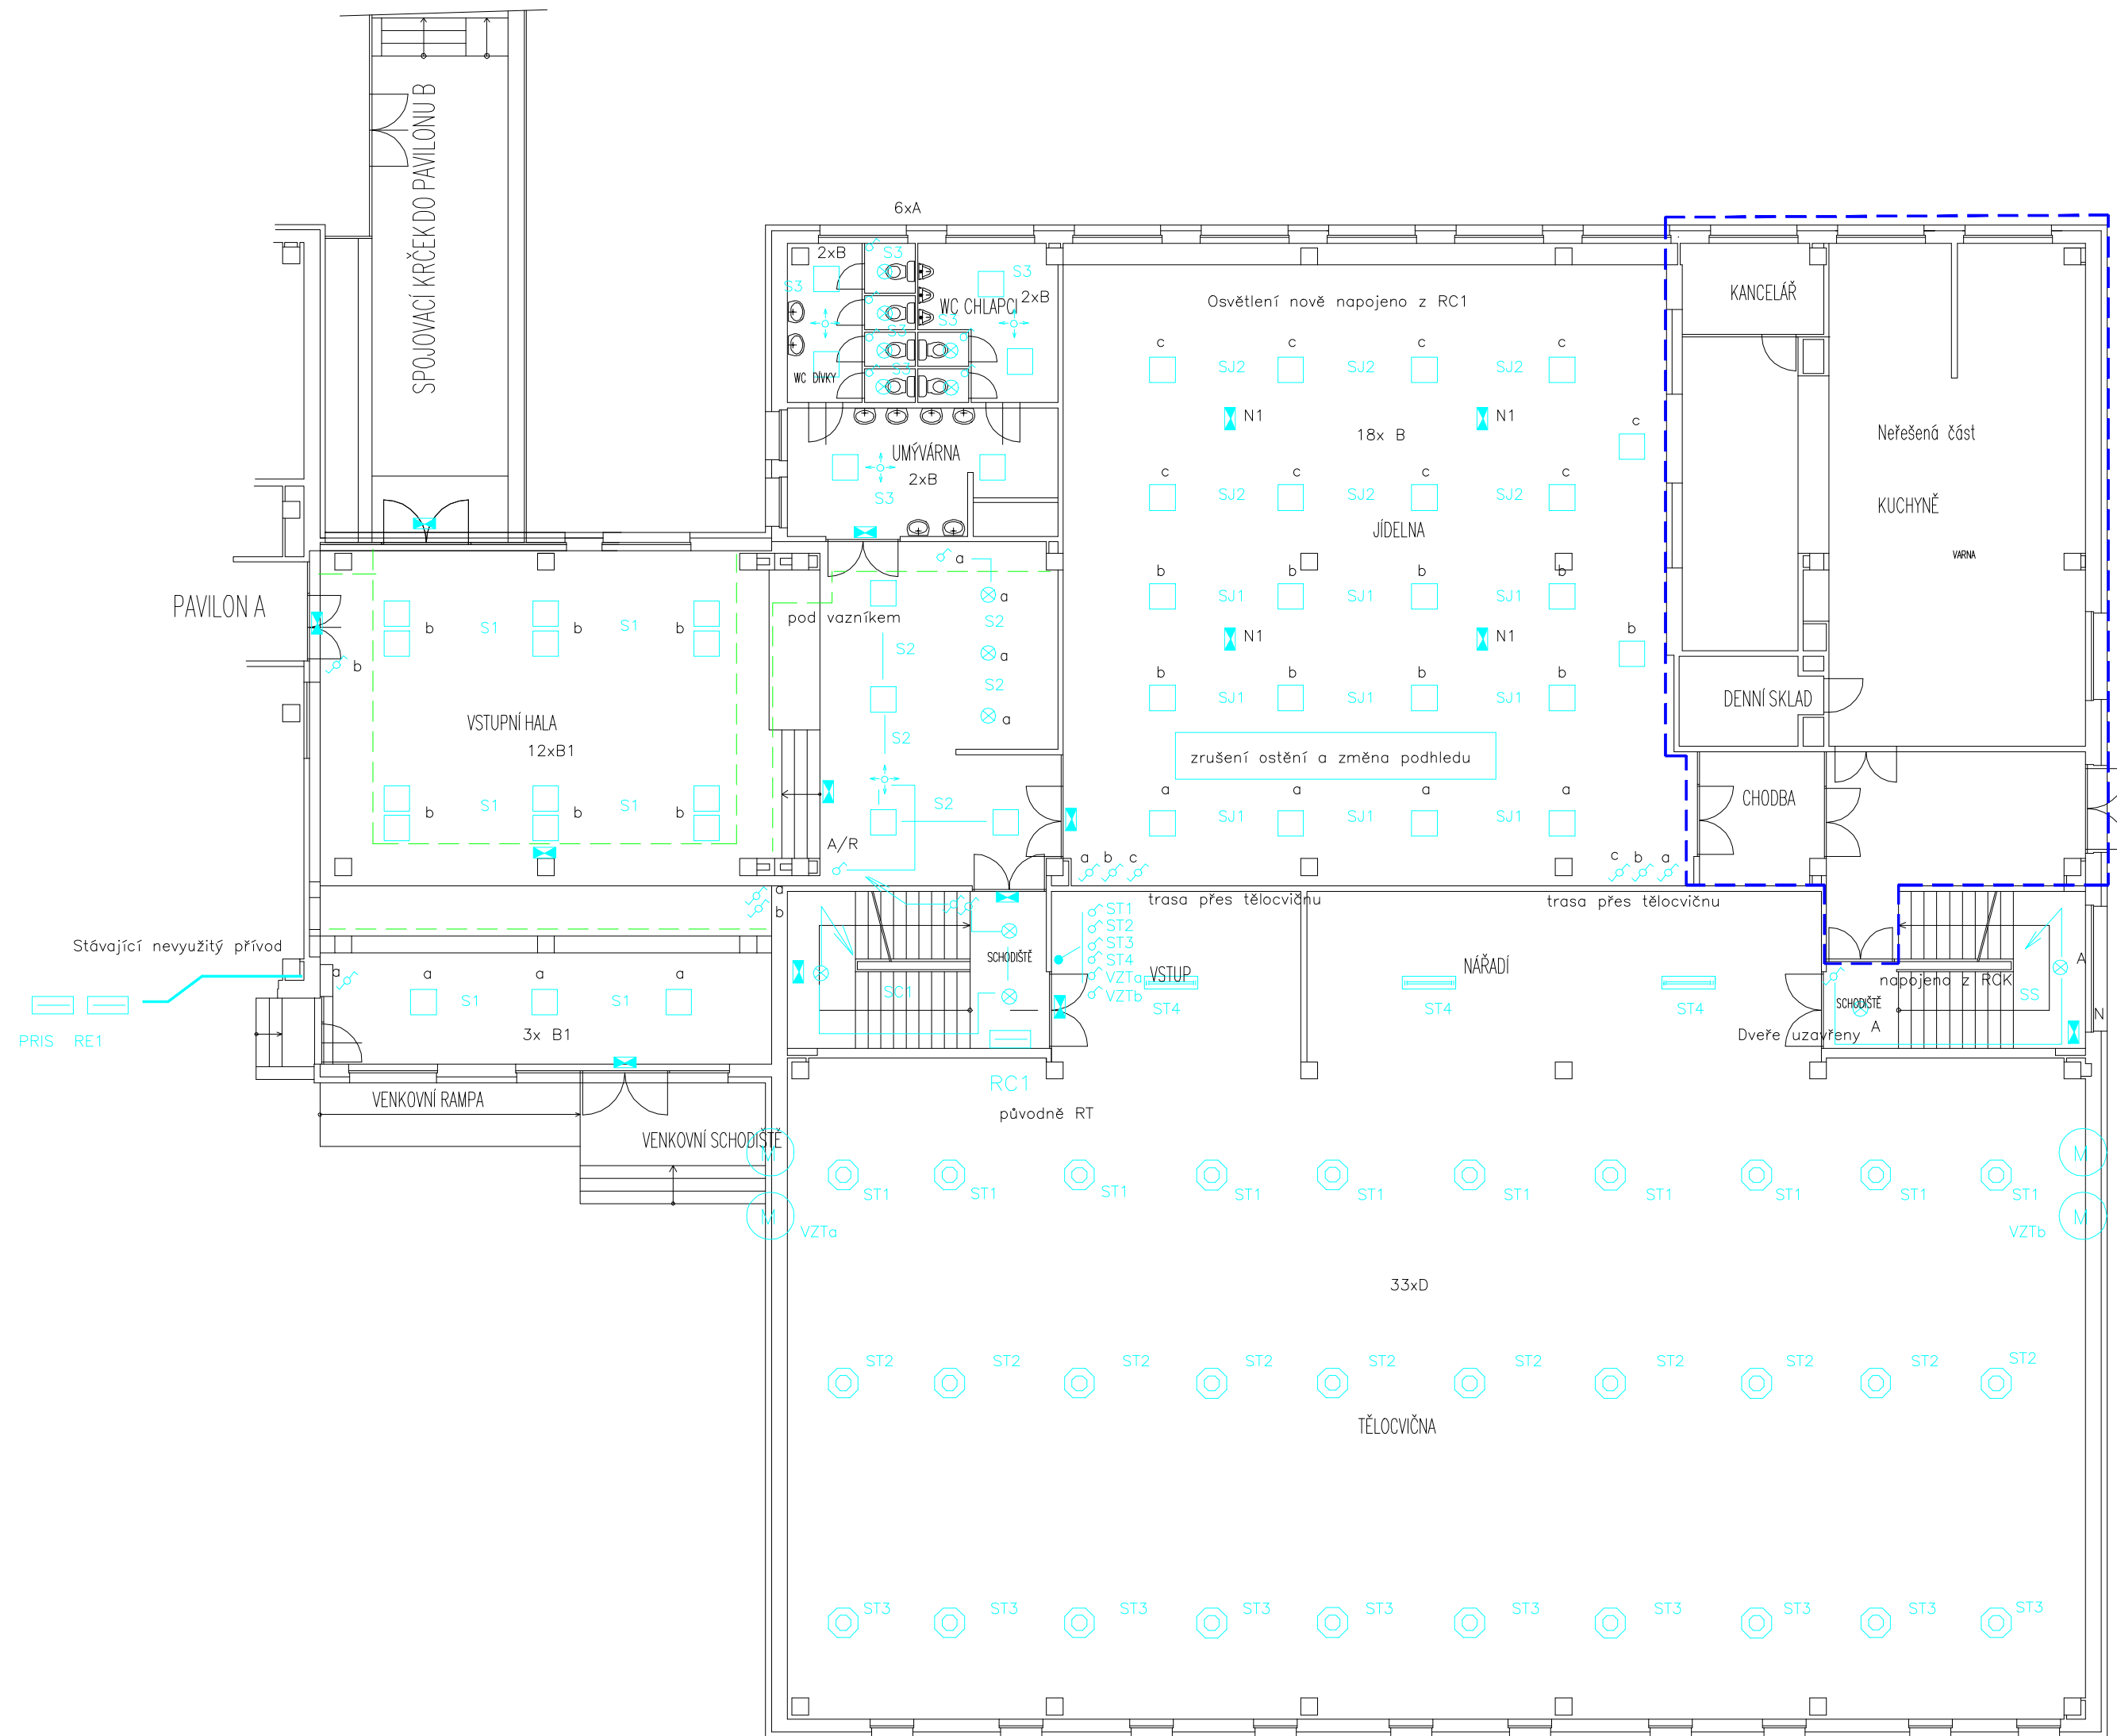 SPOJOVACÍ KRČEK DO PAVILONU B
6xA
2xB
S3
S3
S3
2xB
WC CHLAPCI
S3
S3
S3
WC DÍVKY
UMÝVÁRNA
2xB
S3
Osvětlení nově napojeno z RC1
c c c c
SJ2 SJ2 SJ2
N1 N1
18x B
c
c c c c
SJ2 SJ2 SJ2
JÍDELNA
b b b b
SJ1 SJ1 SJ1
N1 N1
b
b b b b
SJ1 SJ1 SJ1
zrušení ostění a změna podhledu
a a a a
SJ1 SJ1 SJ1
KANCELÁŘ
Neřešená část
KUCHYNĚ
VARNA
DENNÍ SKLAD
CHODBA
PAVILON A
b S1 b S1 b
b
VSTUPNÍ HALA
12xB1
b S1 b S1 b
pod vazníkem
a
a
S2
S2
a
S2
a
S2
S2
A/R
a
b
a b c
c b a
trasa přes tělocvičnu
trasa přes tělocvičnu
Stávající nevyužitý přívod
PRIS RE1
a a a a
S1 S1
3x B1
SC1
SCHODIŠTĚ
ST1
ST2
ST3
ST4
VZTa
VZTb
VSTUP
NÁŘADÍ
ST4 ST4 ST4
A
napojeno z RCK
SCHODIŠTĚ
SS
A
N
Dveře uzavřeny
RC1
původně RT
VENKOVNÍ RAMPA
VENKOVNÍ SCHODIŠTĚ
M M
ST1 ST1 ST1 ST1 ST1 ST1 ST1 ST1 ST1 ST1
M M
VZTa VZTb
33xD
ST2 ST2 ST2 ST2 ST2 ST2 ST2 ST2 ST2 ST2
TĚLOCVIČNA
ST3 ST3 ST3 ST3 ST3 ST3 ST3 ST3 ST3 ST3